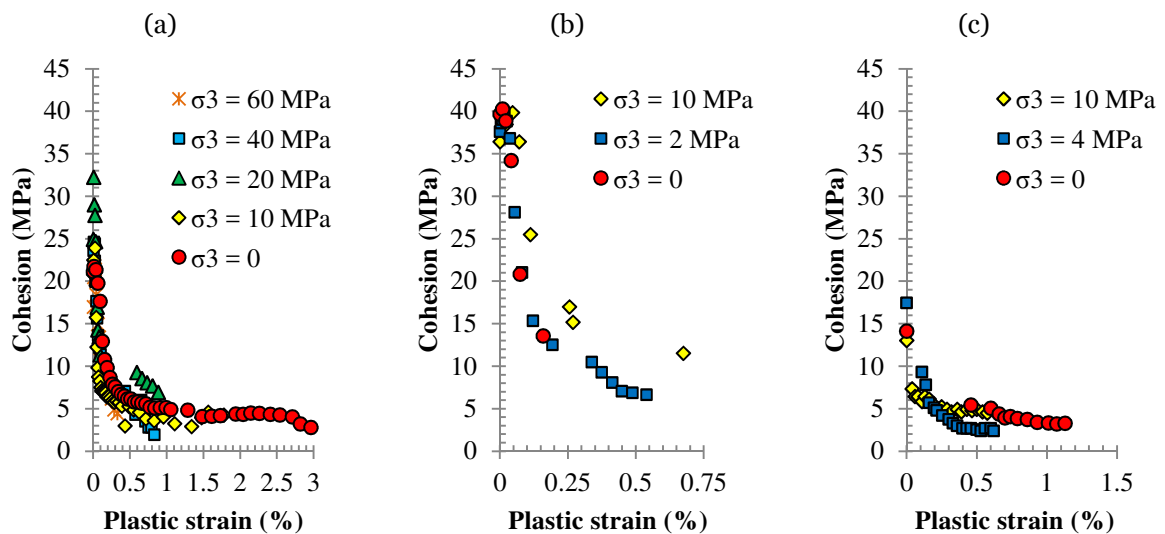 (a)
(b)
(c)
Cohesion (MPa)
45
40
35
30
25
20
15
10
5
0
σ3 = 60 MPa
σ3 = 40 MPa
σ3 = 20 MPa
σ3 = 10 MPa
σ3 = 0
0 0.5 1 1.5 2 2.5 3
Plastic strain (%)
Cohesion (MPa)
45
40
35
30
25
20
15
10
5
0
σ3 = 10 MPa
σ3 = 2 MPa
σ3 = 0
0 0.25 0.5 0.75
Plastic strain (%)
Cohesion (MPa)
45
40
35
30
25
20
15
10
5
0
σ3 = 10 MPa
σ3 = 4 MPa
σ3 = 0
0 0.5 1 1.5
Plastic strain (%)